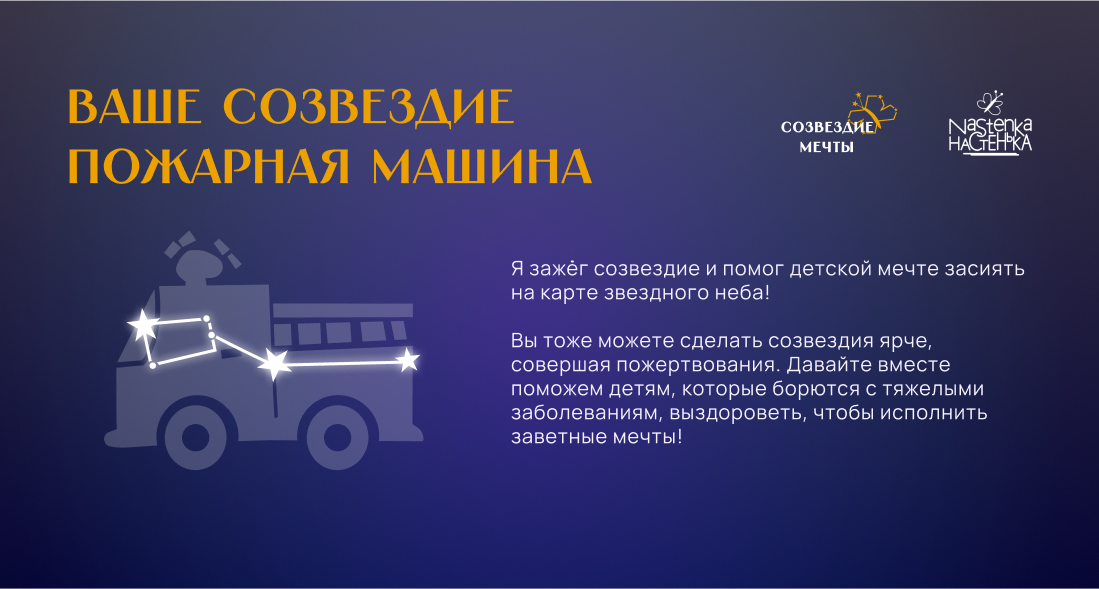 ВАШЕ СОЗВЕЗДИЕ
ПОЖАРНАЯ МАШИНА
СОЗВЕЗДИЕ
МЕЧТЫ
Nastenka
НАСТЕНЬКА
Я зажёг созвездие и помог детской мечте засиять
на карте звездного неба!
Вы тоже можете сделать созвездия ярче,
совершая пожертвования. Давайте вместе
поможем детям, которые борются с тяжелыми
заболеваниям, выздороветь, чтобы исполнить
заветные мечты!